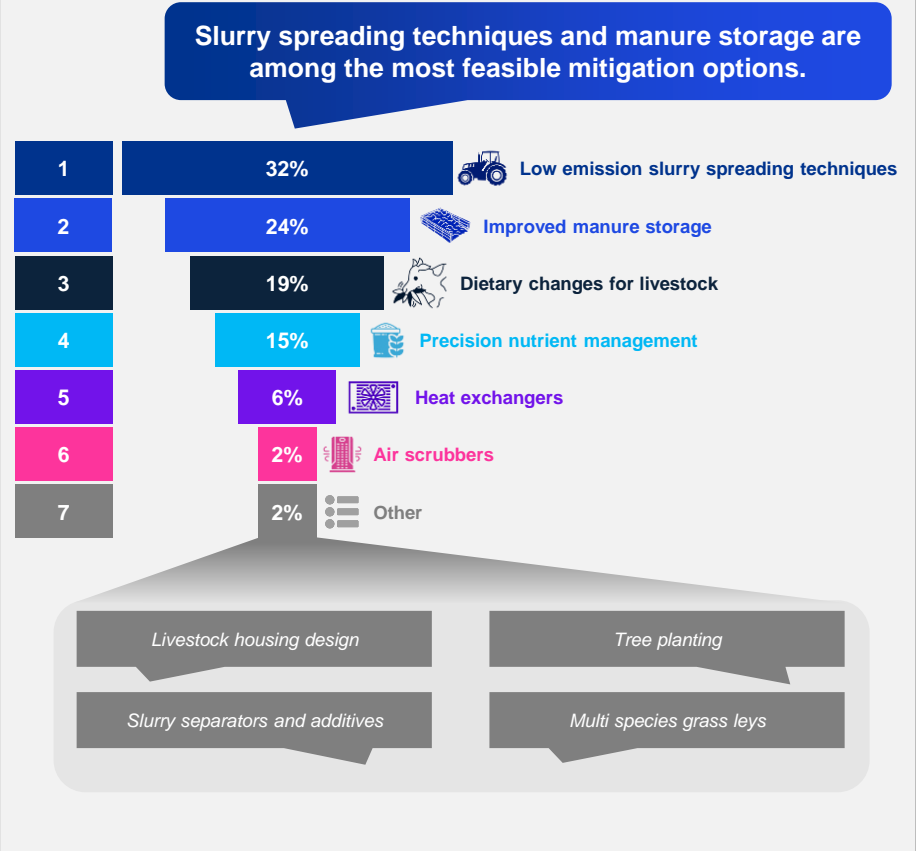 Slurry spreading techniques and manure storage are
among the most feasible mitigation options.
1 32% Low emission slurry spreading techniques
2 24% Improved manure storage
3 19% Dietary changes for livestock
4 15% Precision nutrient management
5 6% Heat exchangers
6 2% Air scrubbers
7 2% Other
Livestock housing design Tree planting
Slurry separators and additives Multi species grass leys